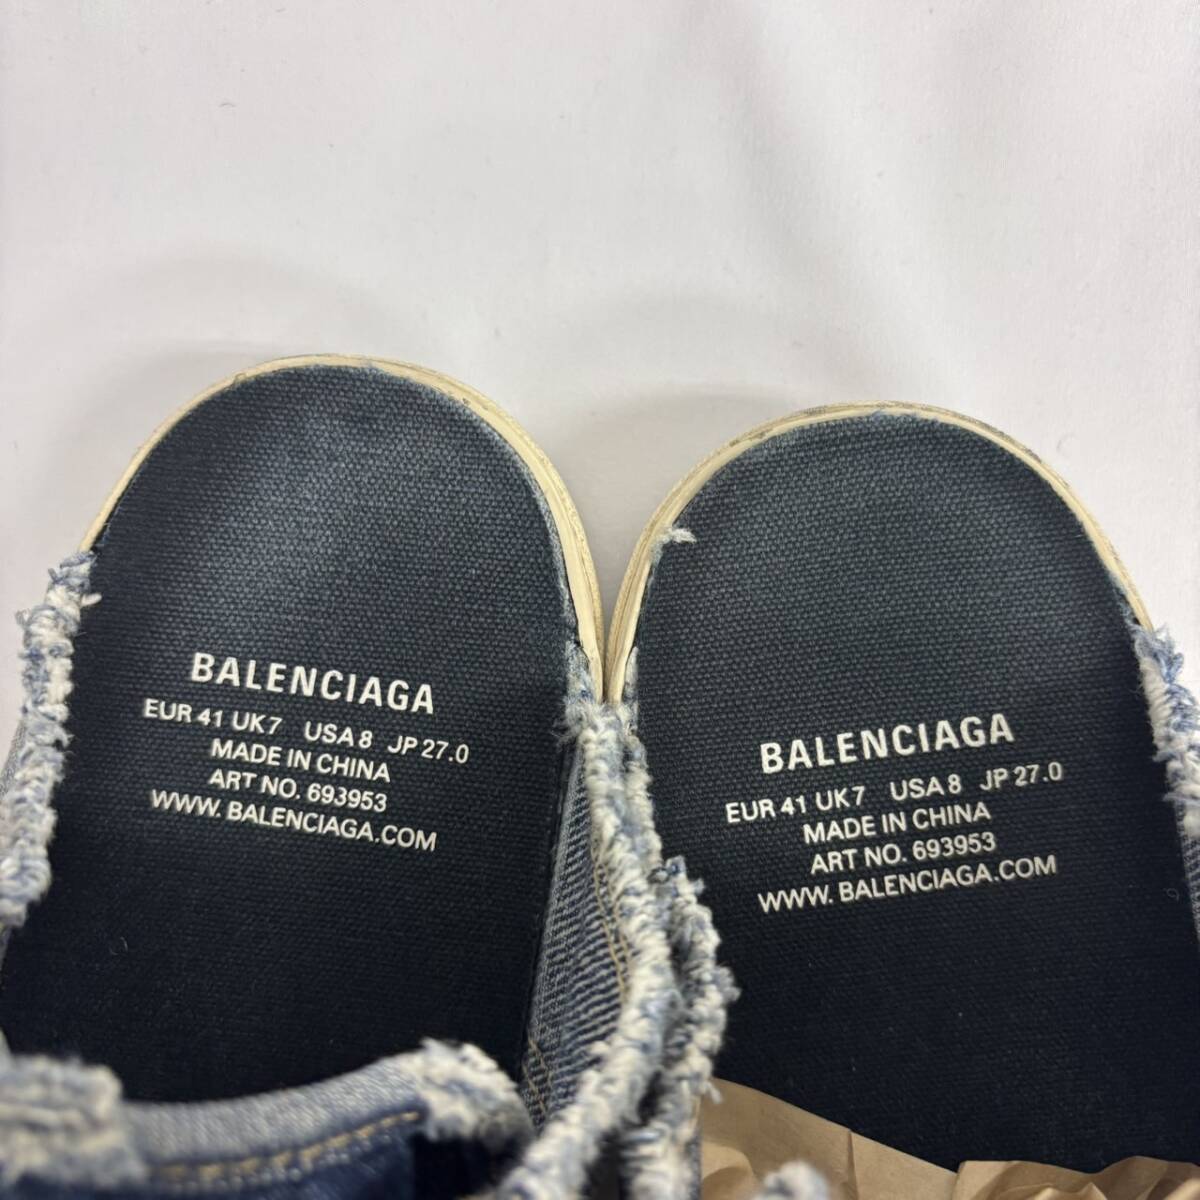 BALENCIAGA
EUR 41 UK7 USA 8 JP 27.0
MADE IN CHINA
ART NO. 693953
WWW. BALENCIAGA.COM
BALENCIAGA
EUR 41 UK7 USA 8 JP 27.0
MADE IN CHINA
ART NO. 693953
WWW. BALENCIAGA.COM